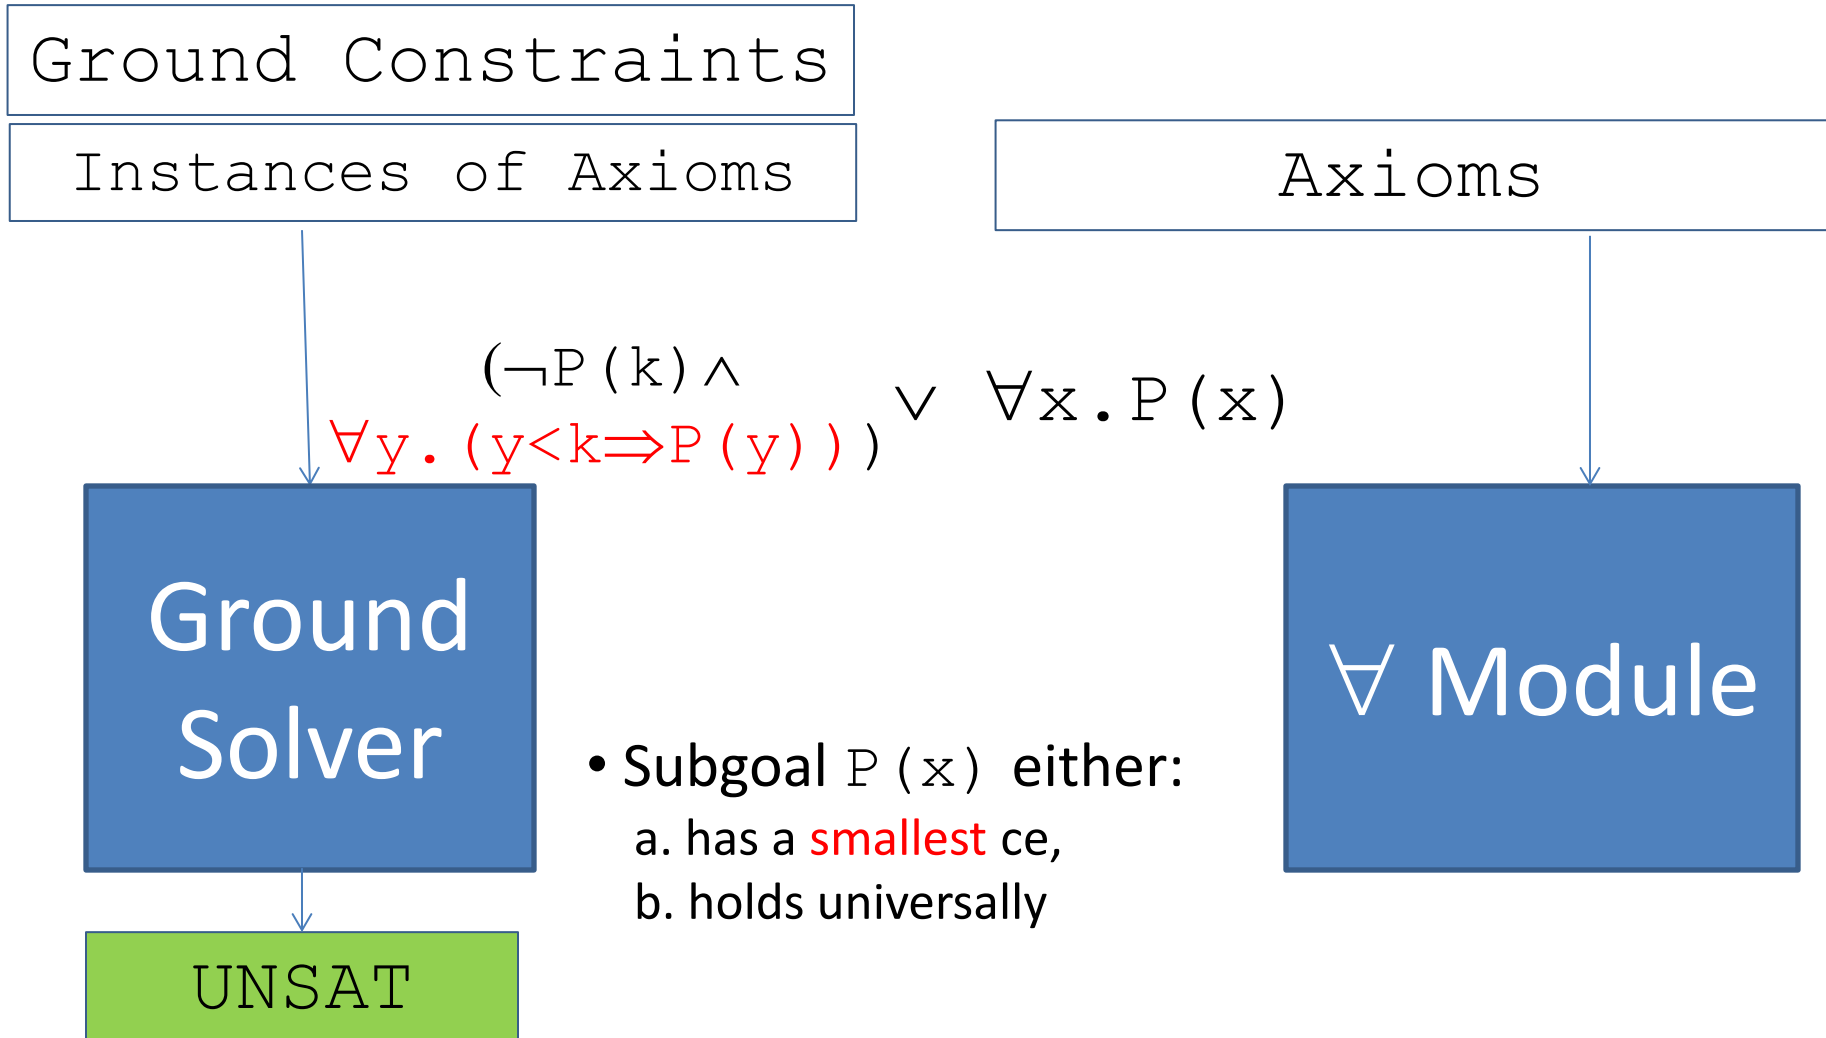 Ground Constraints
Instances of Axioms
Axioms
(¬P(k)∧
∀y.(y<k⇒P(y)))
∨ ∀x.P(x)
Ground
Solver
∀ Module
• Subgoal P(x) either:
a. has a smallest ce,
b. holds universally
UNSAT